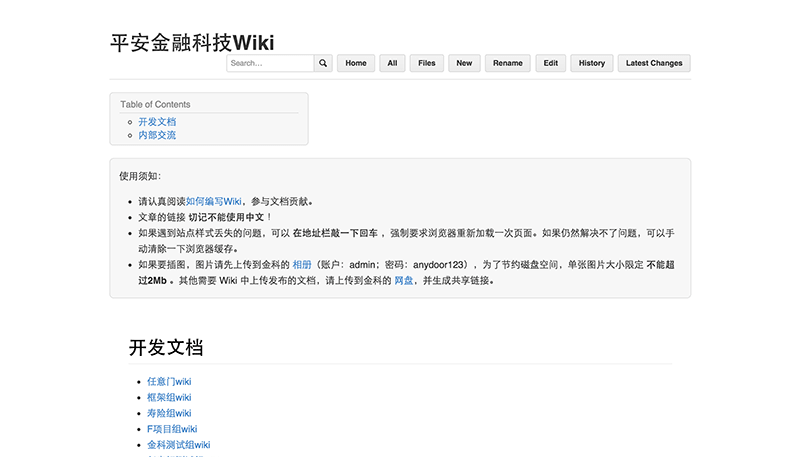 平安金融科技Wiki
Search...
Home
All
Files
New
Rename
Edit
History
Latest Changes
Table of Contents
开发文档
内部交流
使用须知：
请认真阅读如何编写Wiki，参与文档贡献。
文章的链接 切记不能使用中文！
如果遇到站点样式丢失的问题，可以 在地址栏敲一下回车 ，强制要求浏览器重新加载一次页面。如果仍然解决不了问题，可以手
动清除一下浏览器缓存。
如果要插图，图片请先上传到金科的 相册（账户：admin；密码：anydoor123），为了节约磁盘空间，单张图片大小限定 不能超
过2Mb 。其他需要 Wiki 中上传发布的文档，请上传到金科的 网盘，并生成共享链接。
开发文档
任意门wiki
框架组wiki
寿险组wiki
F项目组wiki
金科测试组wiki